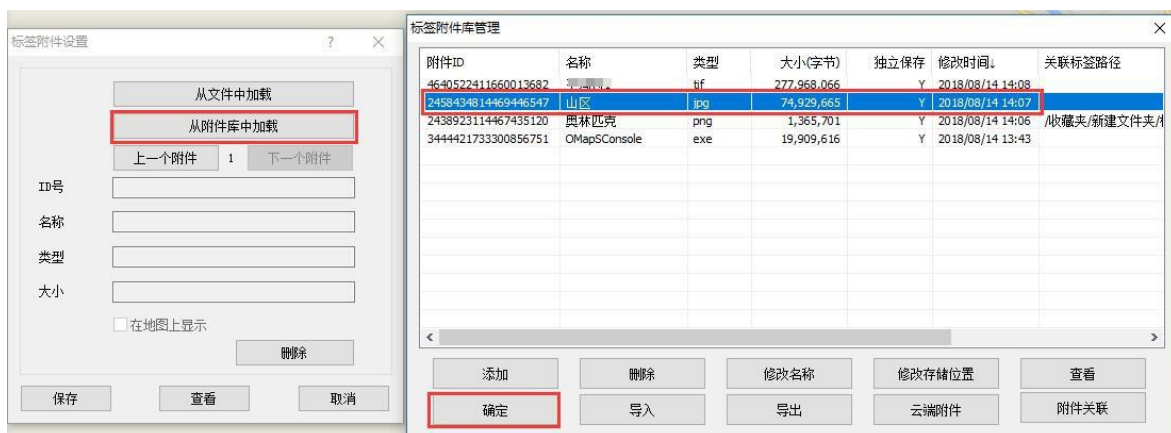 标签附件设置
从文件中加载
从附件库中加载
上一个附件 1 下一个附件
ID号
名称
类型
大小
在地图上显示
删除
保存 查看 取消
标签附件库管理
附件ID 名称 类型 大小(字节) 独立保存 修改时间↓ 关联标签路径
4640522411660013682 tif 277,968,066 Y 2018/08/14 14:08
2458434814469446547 山区 jpg 74,929,665 Y 2018/08/14 14:07
2438923114467435120 奥林匹克 png 1,365,701 Y 2018/08/14 14:06 /收藏夹/新建文件夹/
3444421733300856751 OMapSConsole exe 19,909,616 Y 2018/08/14 13:43
添加 删除 修改名称 修改存储位置 查看
确定 导入 导出 云端附件 附件关联